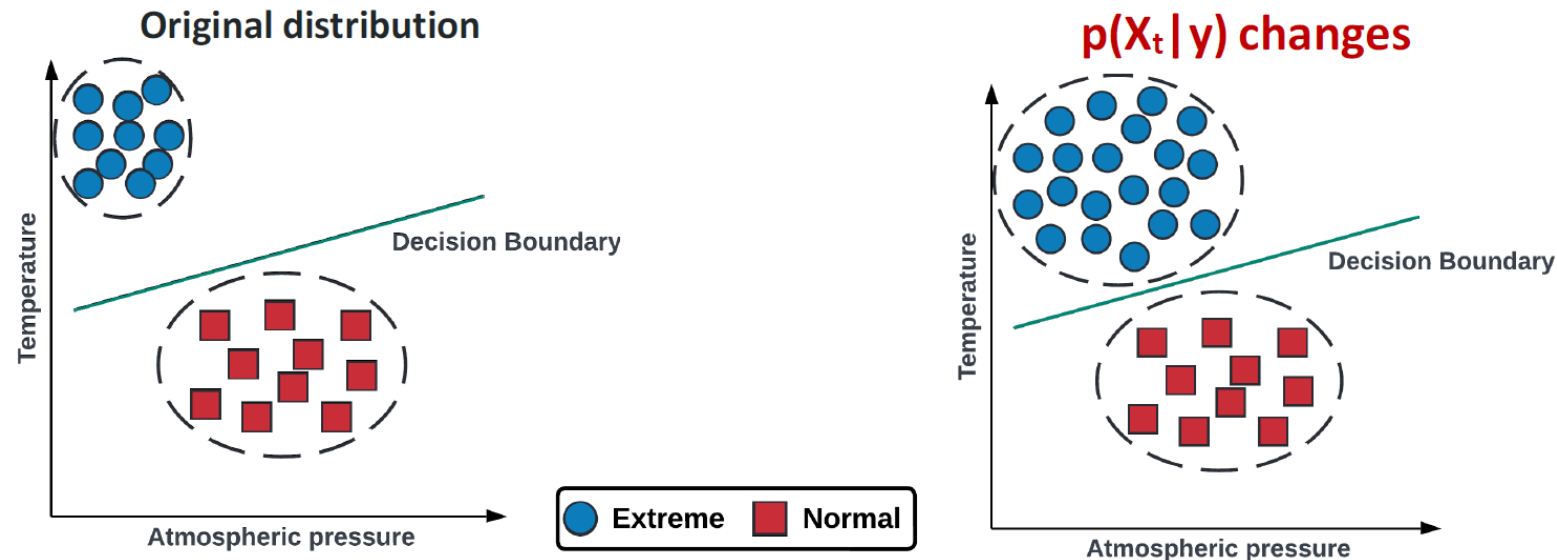 Original distribution
Temperature
Decision Boundary
Atmospheric pressure
p(Xₜ|y) changes
Temperature
Decision Boundary
Atmospheric pressure
Extreme
Normal